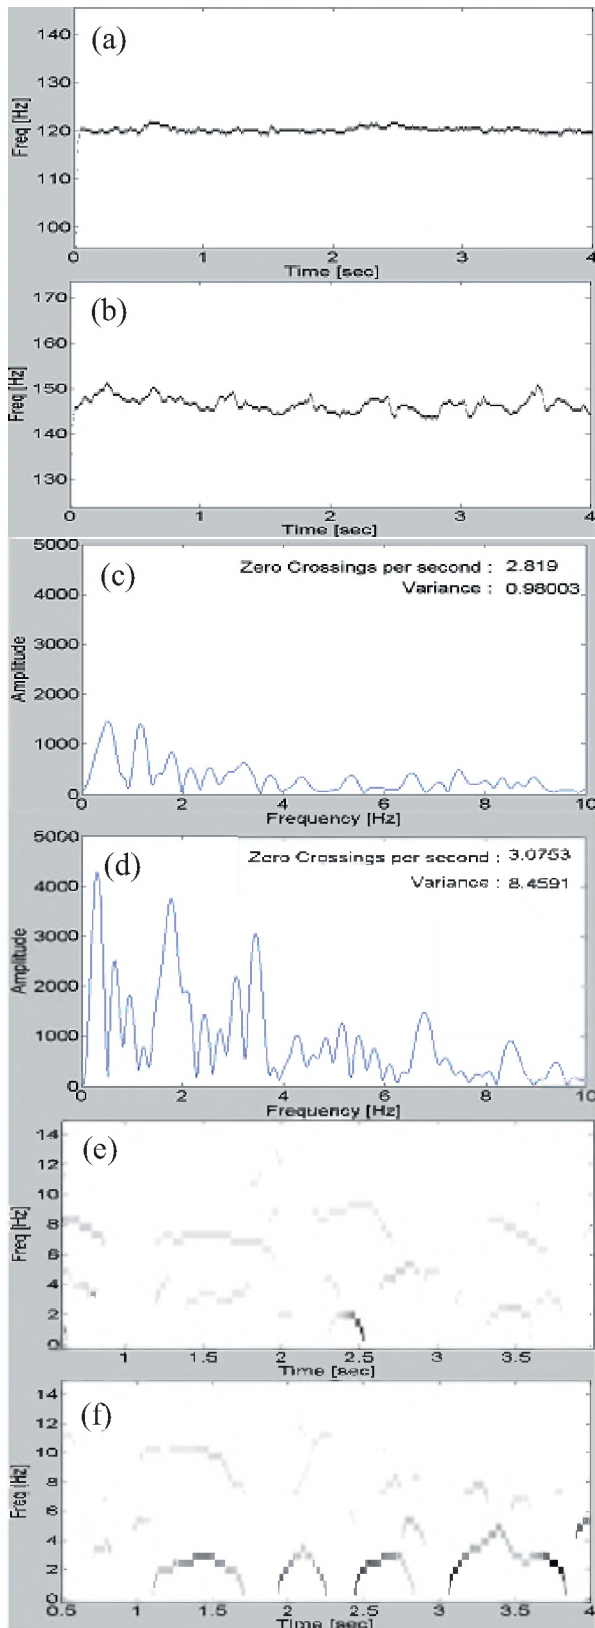 (a)
140
130
120
110
100
Freq [Hz]
0 1 2 3 4
Time [sec]
(b)
170
160
150
140
130
Freq [Hz]
0 1 2 3 4
Time [sec]
(c)
Zero Crossings per second : 2.819
Variance : 0.98003
5000
4000
3000
2000
1000
0
Amplitude
0 2 4 6 8 10
Frequency [Hz]
(d)
Zero Crossings per second : 3.0753
Variance : 8.4591
5000
4000
3000
2000
1000
0
Amplitude
0 2 4 6 8 10
Frequency [Hz]
(e)
14
12
10
8
6
4
2
0
Freq [Hz]
1 1.5 2 2.5 3 3.5
Time [sec]
(f)
14
12
10
8
6
4
2
0
Freq [Hz]
0.5 1 1.5 2 2.5 3 3.5 4
Time [sec]